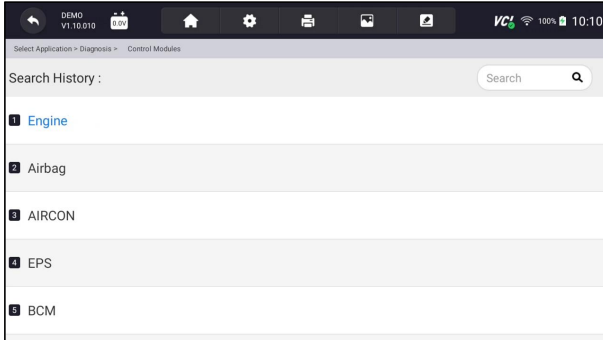 DEMO
V1.10.010
0.0V
VCI 100% 10:10
Select Application > Diagnosis > Control Modules
Search History :
Search
1 Engine
2 Airbag
3 AIRCON
4 EPS
5 BCM